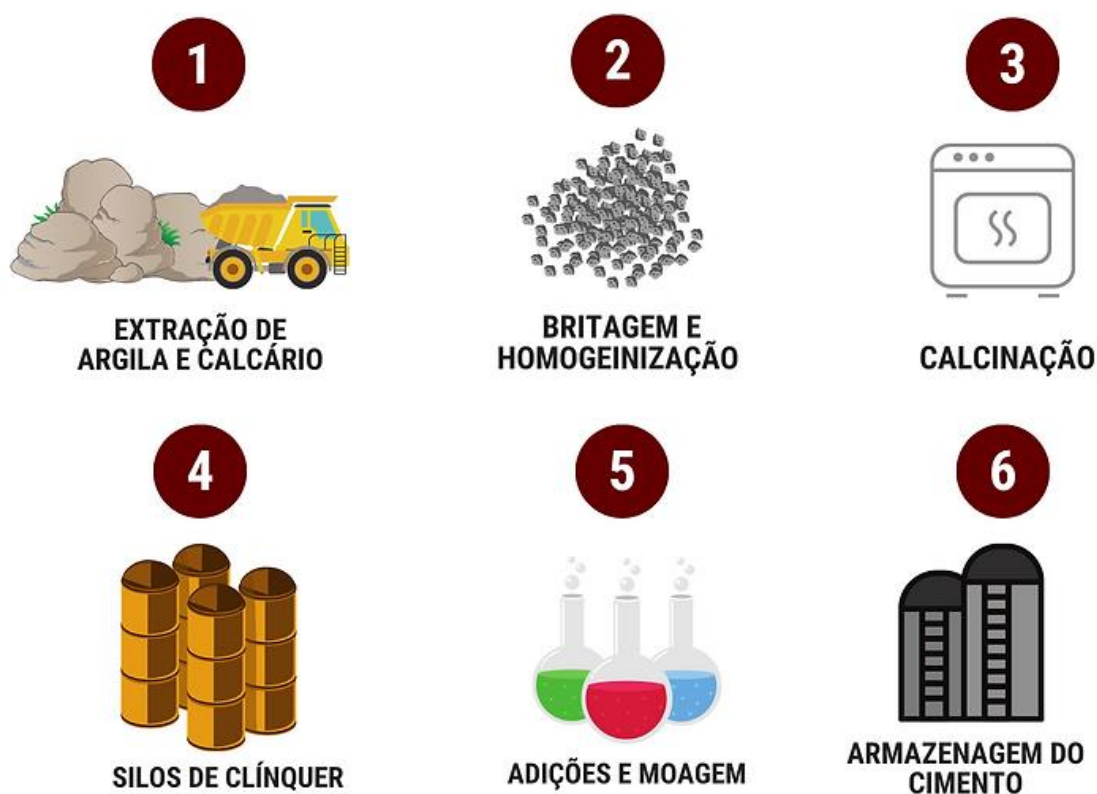 1
2
3
EXTRAÇÃO DE
ARGILA E CALCÁRIO
BRITAGEM E
HOMOGEINIZAÇÃO
CALCINAÇÃO
4
5
6
SILOS DE CLÍNQUER
ADIÇÕES E MOAGEM
ARMAZENAGEM DO
CIMENTO